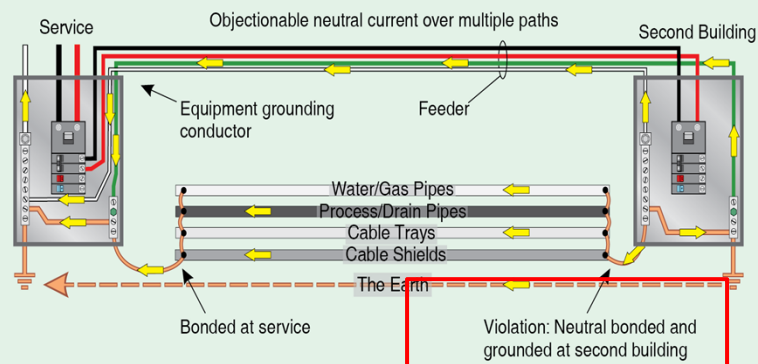 Objectionable neutral current over multiple paths
Service
Second Building
Equipment grounding
conductor
Feeder
Water/Gas Pipes
Process/Drain Pipes
Cable Trays
Cable Shields
The Earth
Bonded at service
Violation: Neutral bonded and
grounded at second building